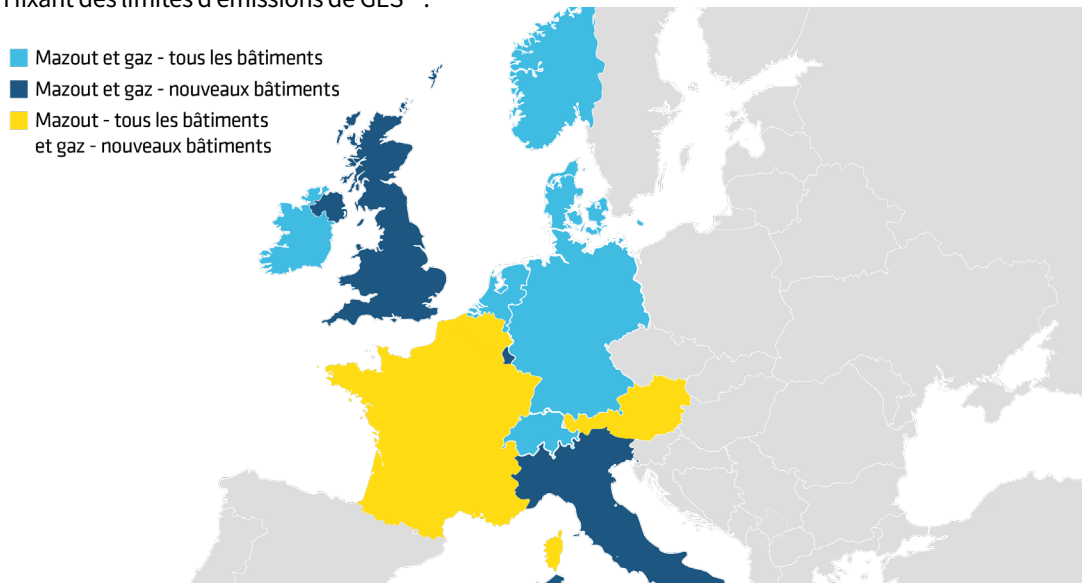 fixant des limites d'émissions de GES
Mazout et gaz - tous les bâtiments
Mazout et gaz - nouveaux bâtiments
Mazout - tous les bâtiments
et gaz - nouveaux bâtiments